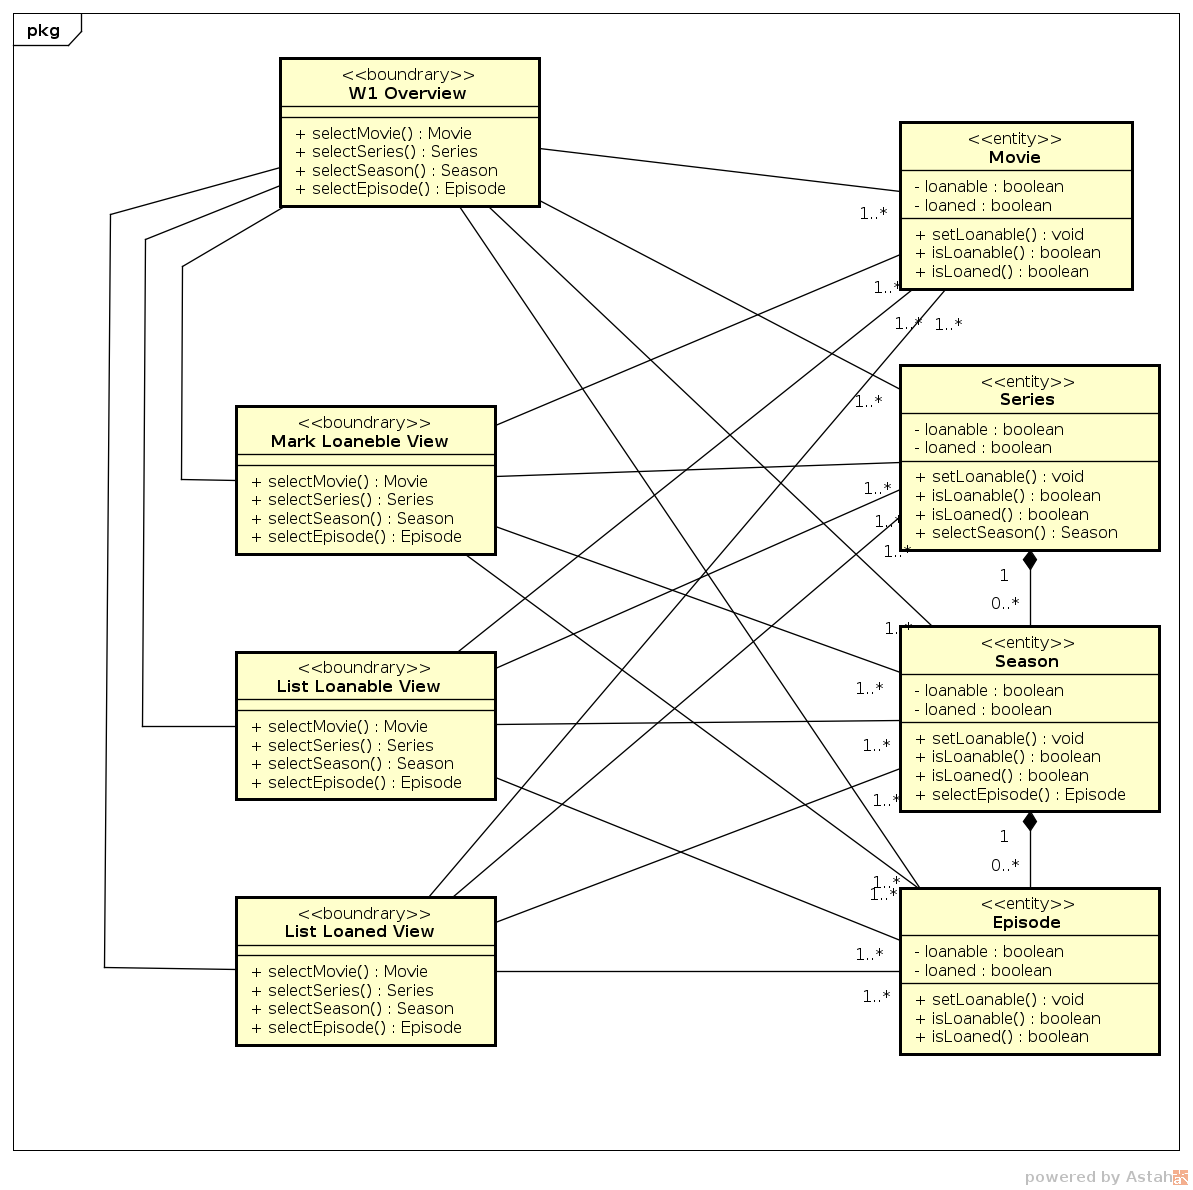 pkg
<<boundrary>>
W1 Overview
+ selectMovie() : Movie
+ selectSeries() : Series
+ selectSeason() : Season
+ selectEpisode() : Episode
<<entity>>
Movie
- loanable : boolean
- loaned : boolean
+ setLoanable() : void
+ isLoanable() : boolean
+ isLoaned() : boolean
1..*
1..*
1..* 1..*
<<entity>>
Series
- loanable : boolean
- loaned : boolean
+ setLoanable() : void
+ isLoanable() : boolean
+ isLoaned() : boolean
+ selectSeason() : Season
1..*
1..*
1..*
1..*
<<boundrary>>
Mark Loaneble View
+ selectMovie() : Movie
+ selectSeries() : Series
+ selectSeason() : Season
+ selectEpisode() : Episode
1
0..*
<<entity>>
Season
- loanable : boolean
- loaned : boolean
+ setLoanable() : void
+ isLoanable() : boolean
+ isLoaned() : boolean
+ selectEpisode() : Episode
1..*
1..*
1..*
1..*
<<boundrary>>
List Loanable View
+ selectMovie() : Movie
+ selectSeries() : Series
+ selectSeason() : Season
+ selectEpisode() : Episode
1
0..*
<<entity>>
Episode
- loanable : boolean
- loaned : boolean
+ setLoanable() : void
+ isLoanable() : boolean
+ isLoaned() : boolean
1..*
1..*
1..*
1..*
<<boundrary>>
List Loaned View
+ selectMovie() : Movie
+ selectSeries() : Series
+ selectSeason() : Season
+ selectEpisode() : Episode
powered by Astah